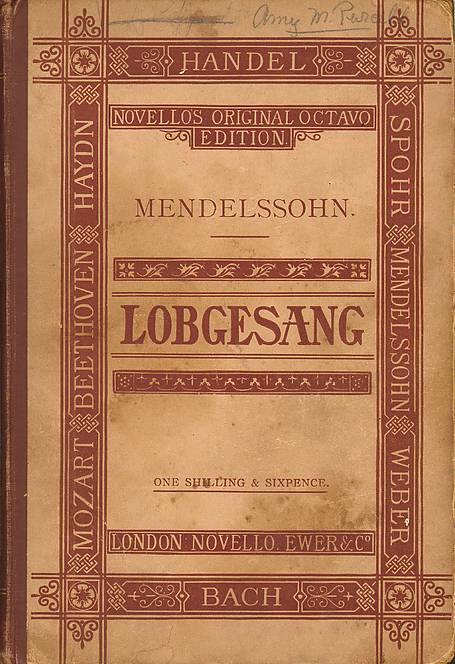 Amy M.
HANDEL
NOVELLO'S ORIGINAL OCTAVO
EDITION.
MENDELSSOHN.
LOBGESANG
ONE SHILLING & SIXPENCE.
LONDON: NOVELLO, EWER & Cº
BACH
MOZART BEETHOVEN HAYDN
SPOHR MENDELSSOHN WEBER